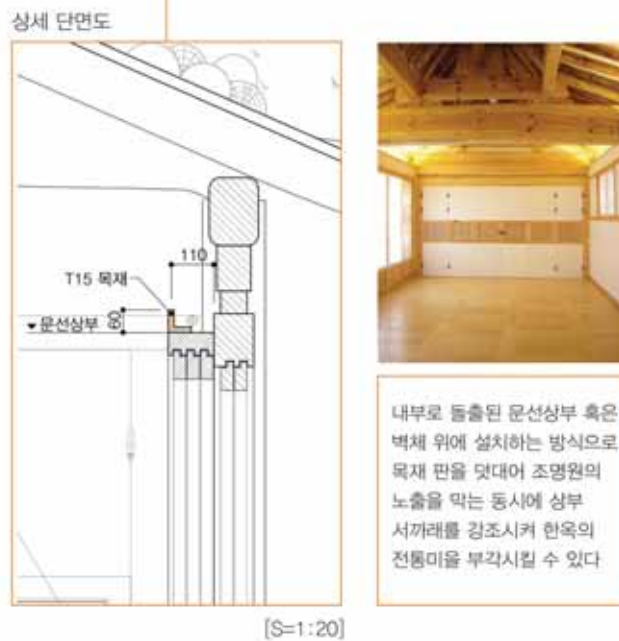 상세 단면도
110
T15 목재
60
문선상부
내부로 돌출된 문선상부 혹은
벽체 위에 설치하는 방식으로
목재 판을 덧대어 조명원의
노출을 막는 동시에 상부
서까래를 강조시켜 한옥의
전통미을 부각시킬 수 있다
[S=1:20]